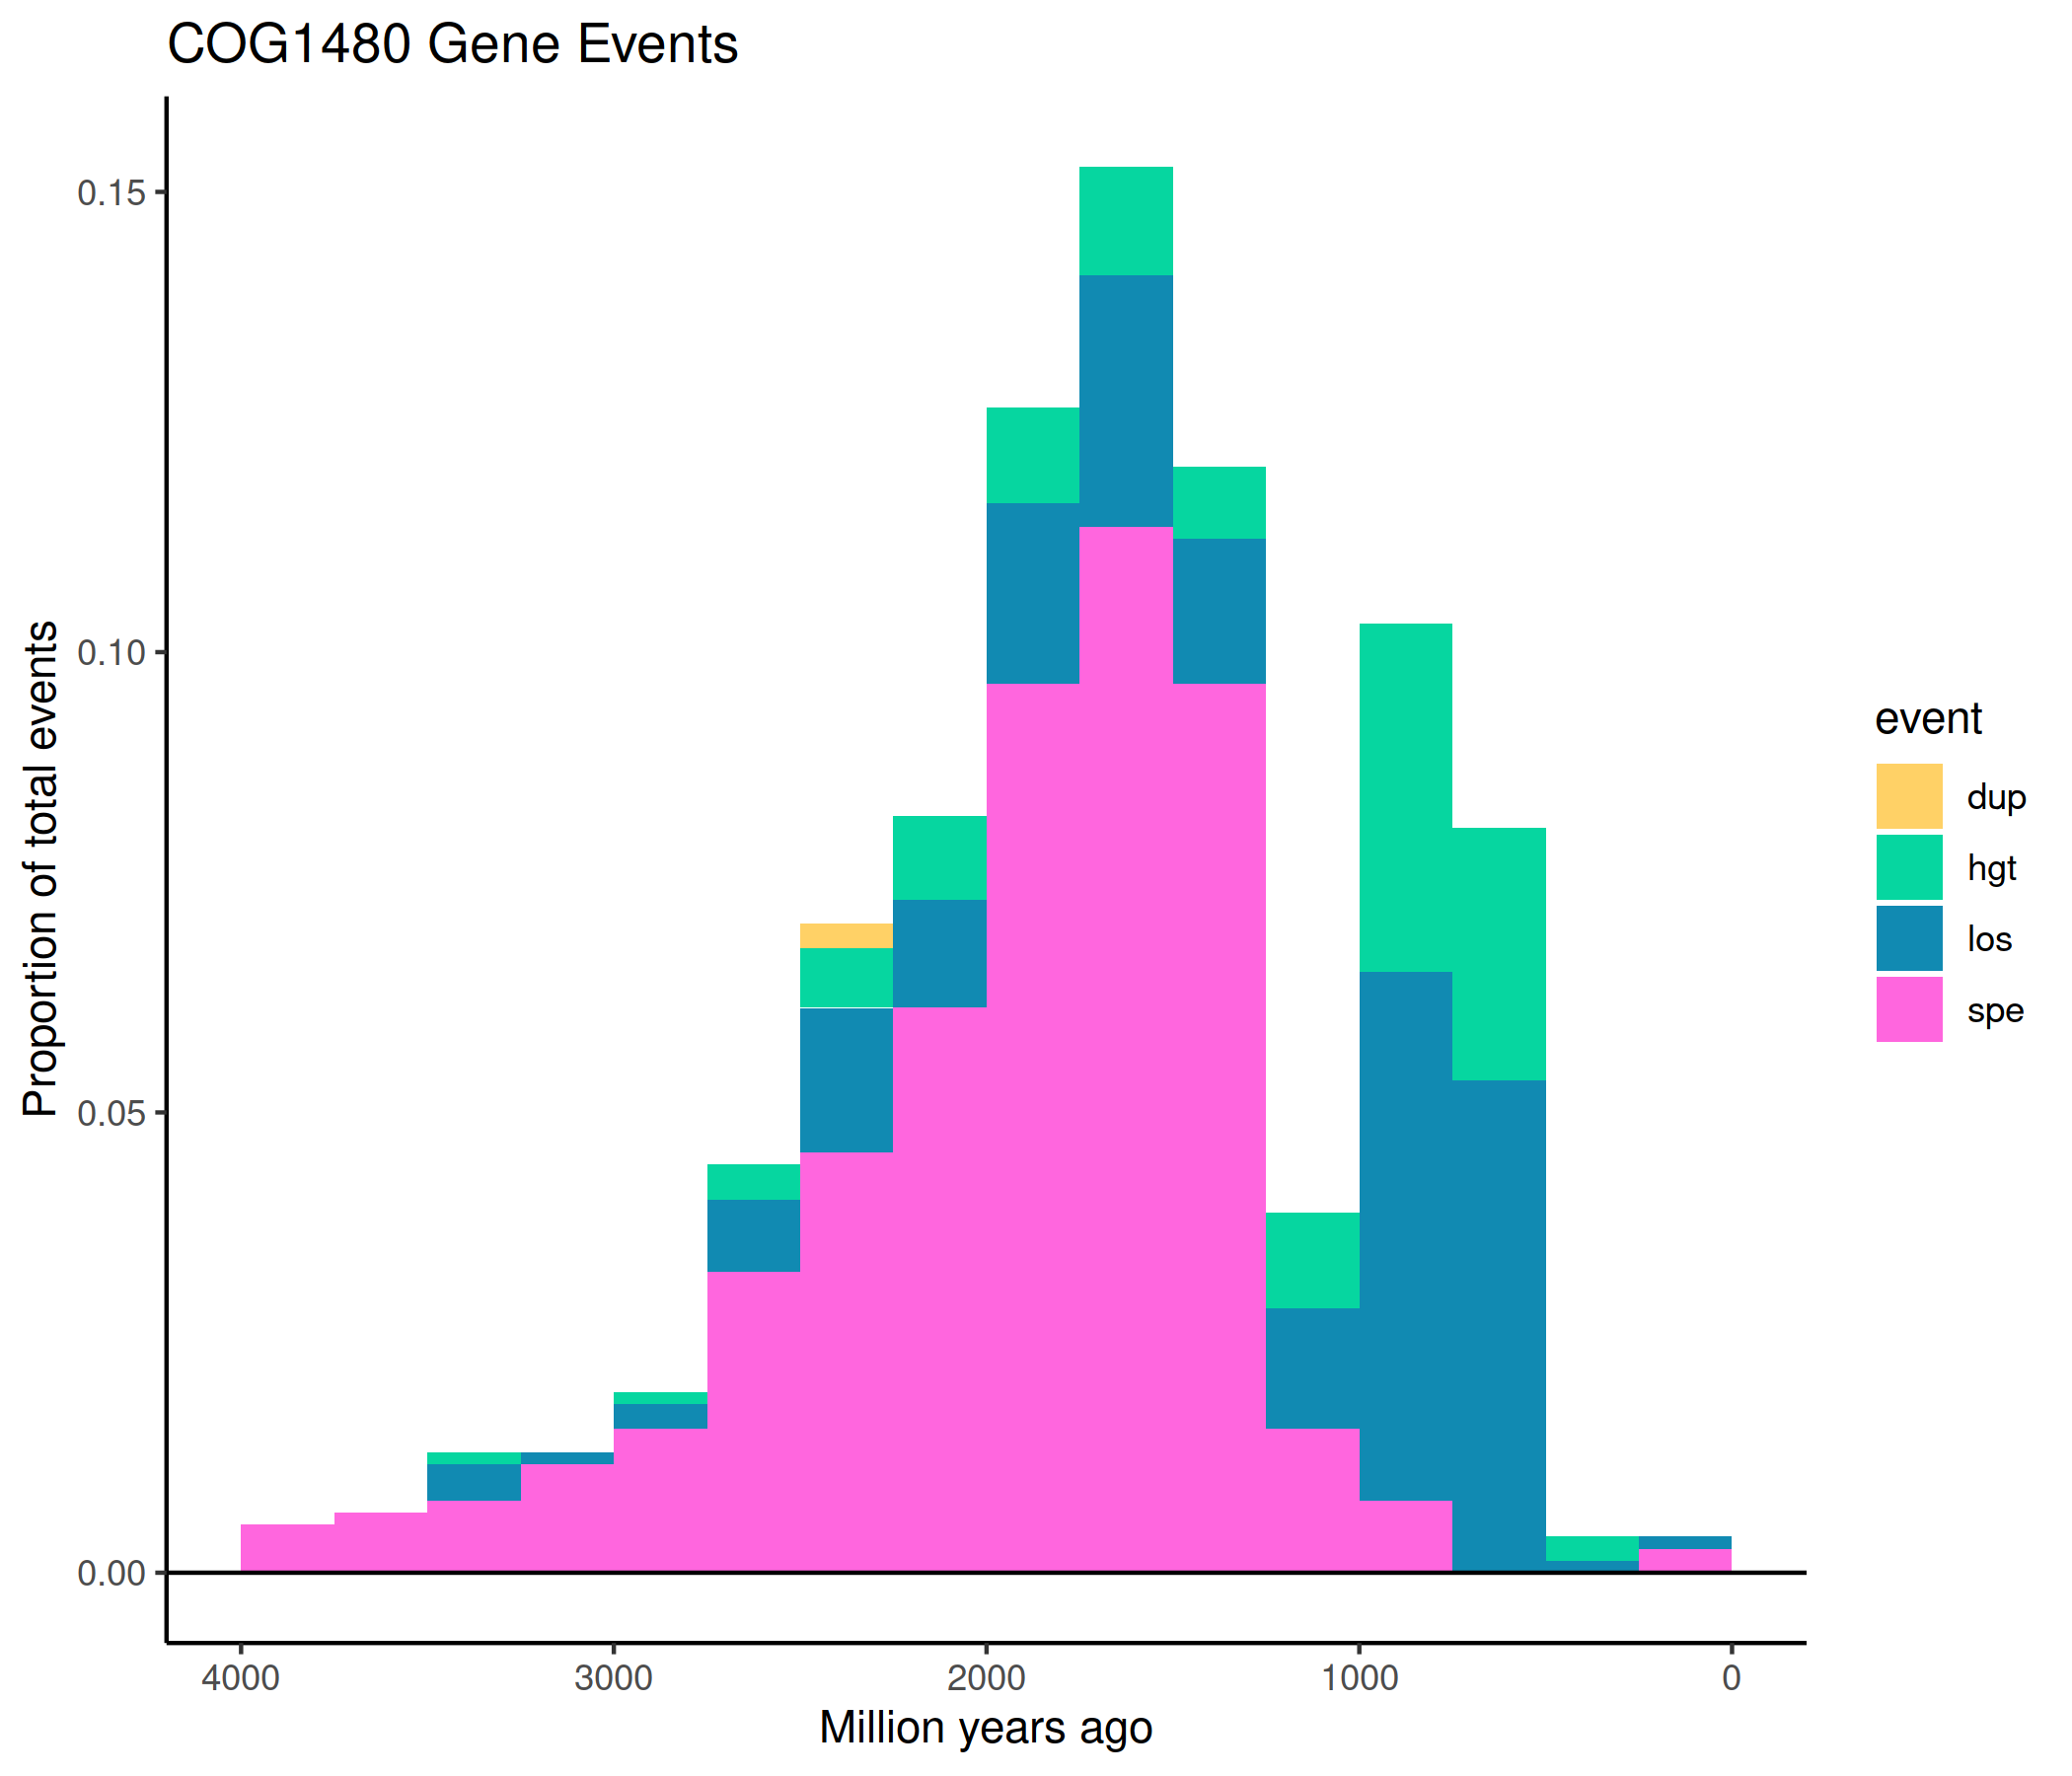 COG1480 Gene Events
Proportion of total events
0.15
0.10
0.05
0.00
4000 3000 2000 1000 0
Million years ago
event
dup
hgt
los
spe